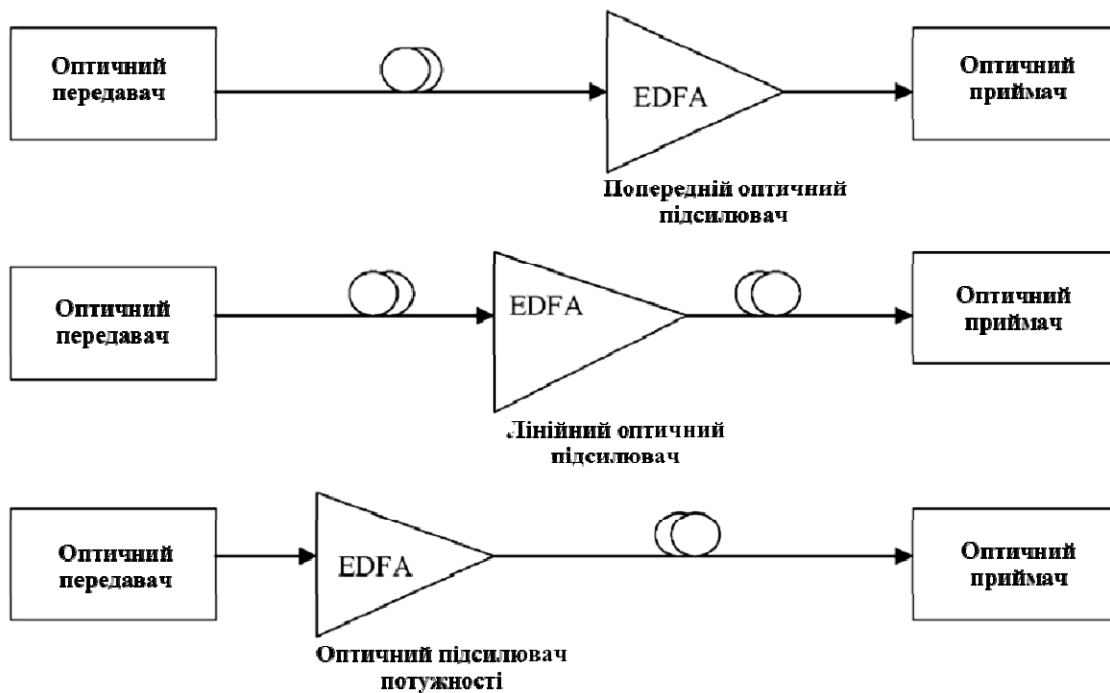 Оптичний
передавач
EDFA
Оптичний
приймач
Попередній оптичний
підсилювач
Оптичний
передавач
EDFA
Оптичний
приймач
Лінійний оптичний
підсилювач
Оптичний
передавач
EDFA
Оптичний
приймач
Оптичний підсилювач
потужності